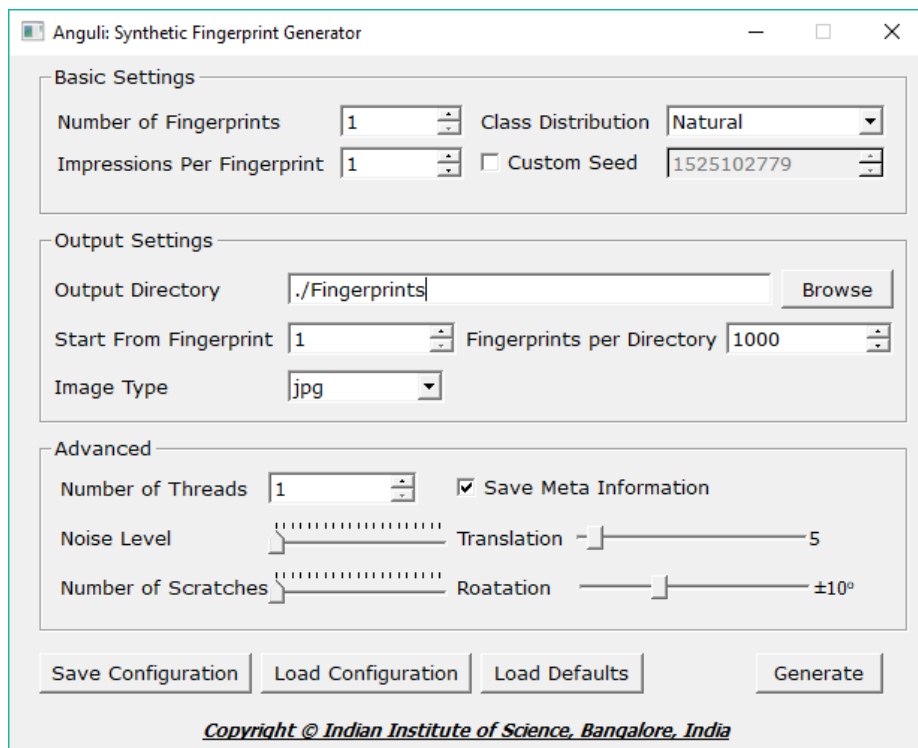 Anguli: Synthetic Fingerprint Generator
Basic Settings
Number of Fingerprints 1 Class Distribution Natural
Impressions Per Fingerprint 1 Custom Seed 1525102779
Output Settings
Output Directory ./Fingerprints Browse
Start From Fingerprint 1 Fingerprints per Directory 1000
Image Type jpg
Advanced
Number of Threads 1 Save Meta Information
Noise Level Translation 5
Number of Scratches Roatation ±10º
Save Configuration Load Configuration Load Defaults Generate
Copyright © Indian Institute of Science, Bangalore, India